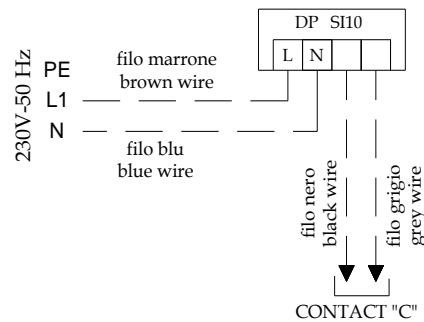 DP SI10
L N
230V-50 Hz
PE
L1
N
filo marrone
brown wire
filo blu
blue wire
filo nero
black wire
filo grigio
grey wire
CONTACT "C"